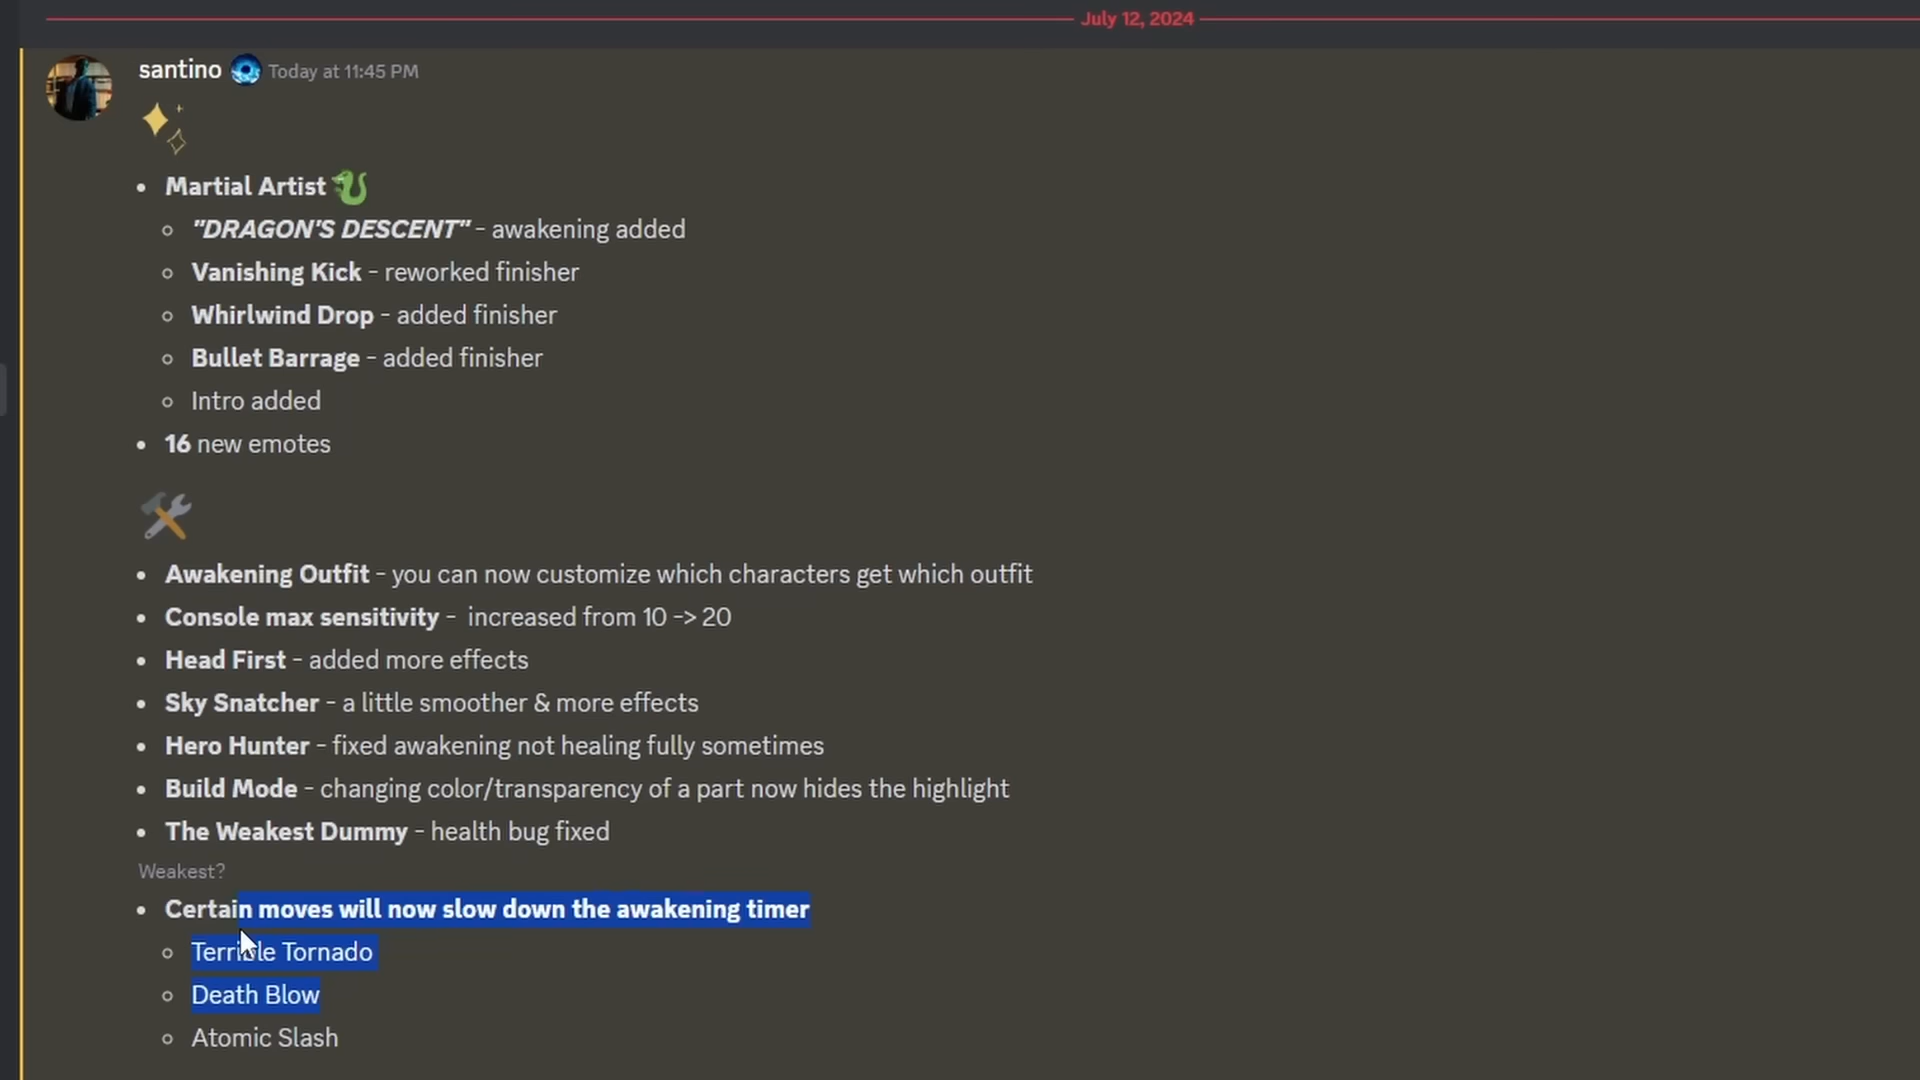 July 12, 2024
santino Today at 11:45 PM
Martial Artist
"DRAGON'S DESCENT" - awakening added
Vanishing Kick - reworked finisher
Whirlwind Drop - added finisher
Bullet Barrage - added finisher
Intro added
16 new emotes
Awakening Outfit - you can now customize which characters get which outfit
Console max sensitivity - increased from 10 -> 20
Head First - added more effects
Sky Snatcher - a little smoother & more effects
Hero Hunter - fixed awakening not healing fully sometimes
Build Mode - changing color/transparency of a part now hides the highlight
The Weakest Dummy - health bug fixed
Weakest?
Certain moves will now slow down the awakening timer
Terrible Tornado
Death Blow
Atomic Slash